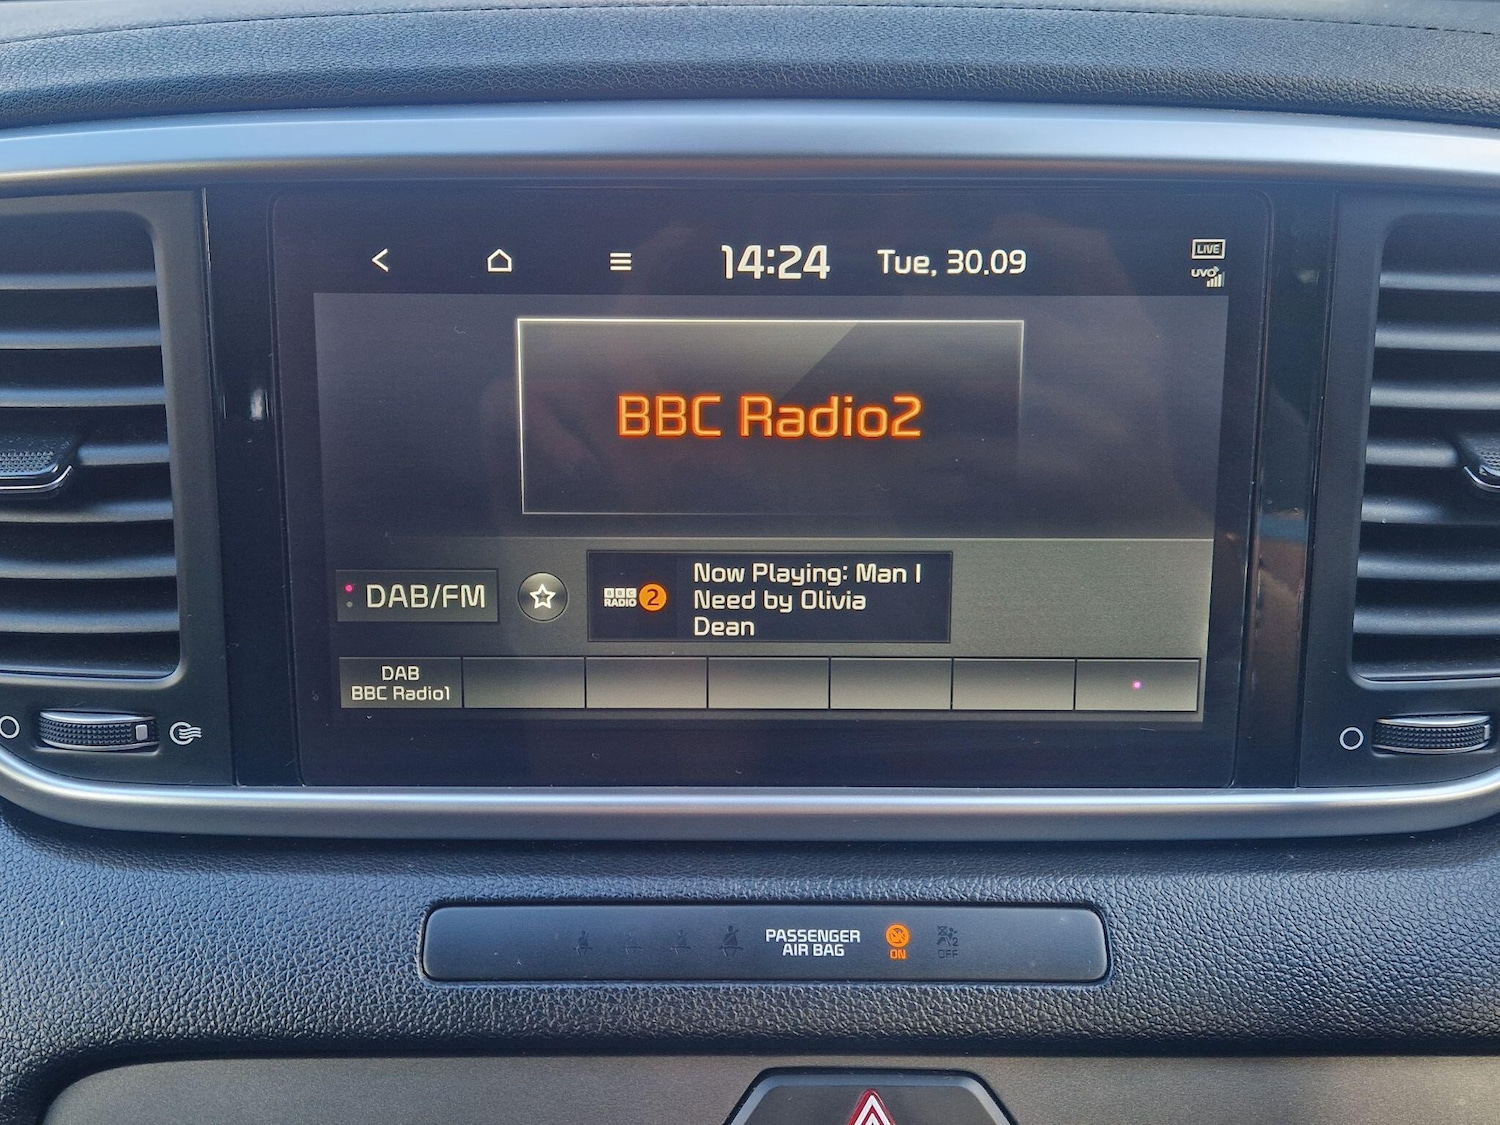 14:24 Tue, 30.09
LIVE
UVO
BBC Radio2
DAB/FM
BBC
RADIO 2
Now Playing: Man I
Need by Olivia
Dean
DAB
BBC Radio1
PASSENGER
AIR BAG
ON
2
OFF